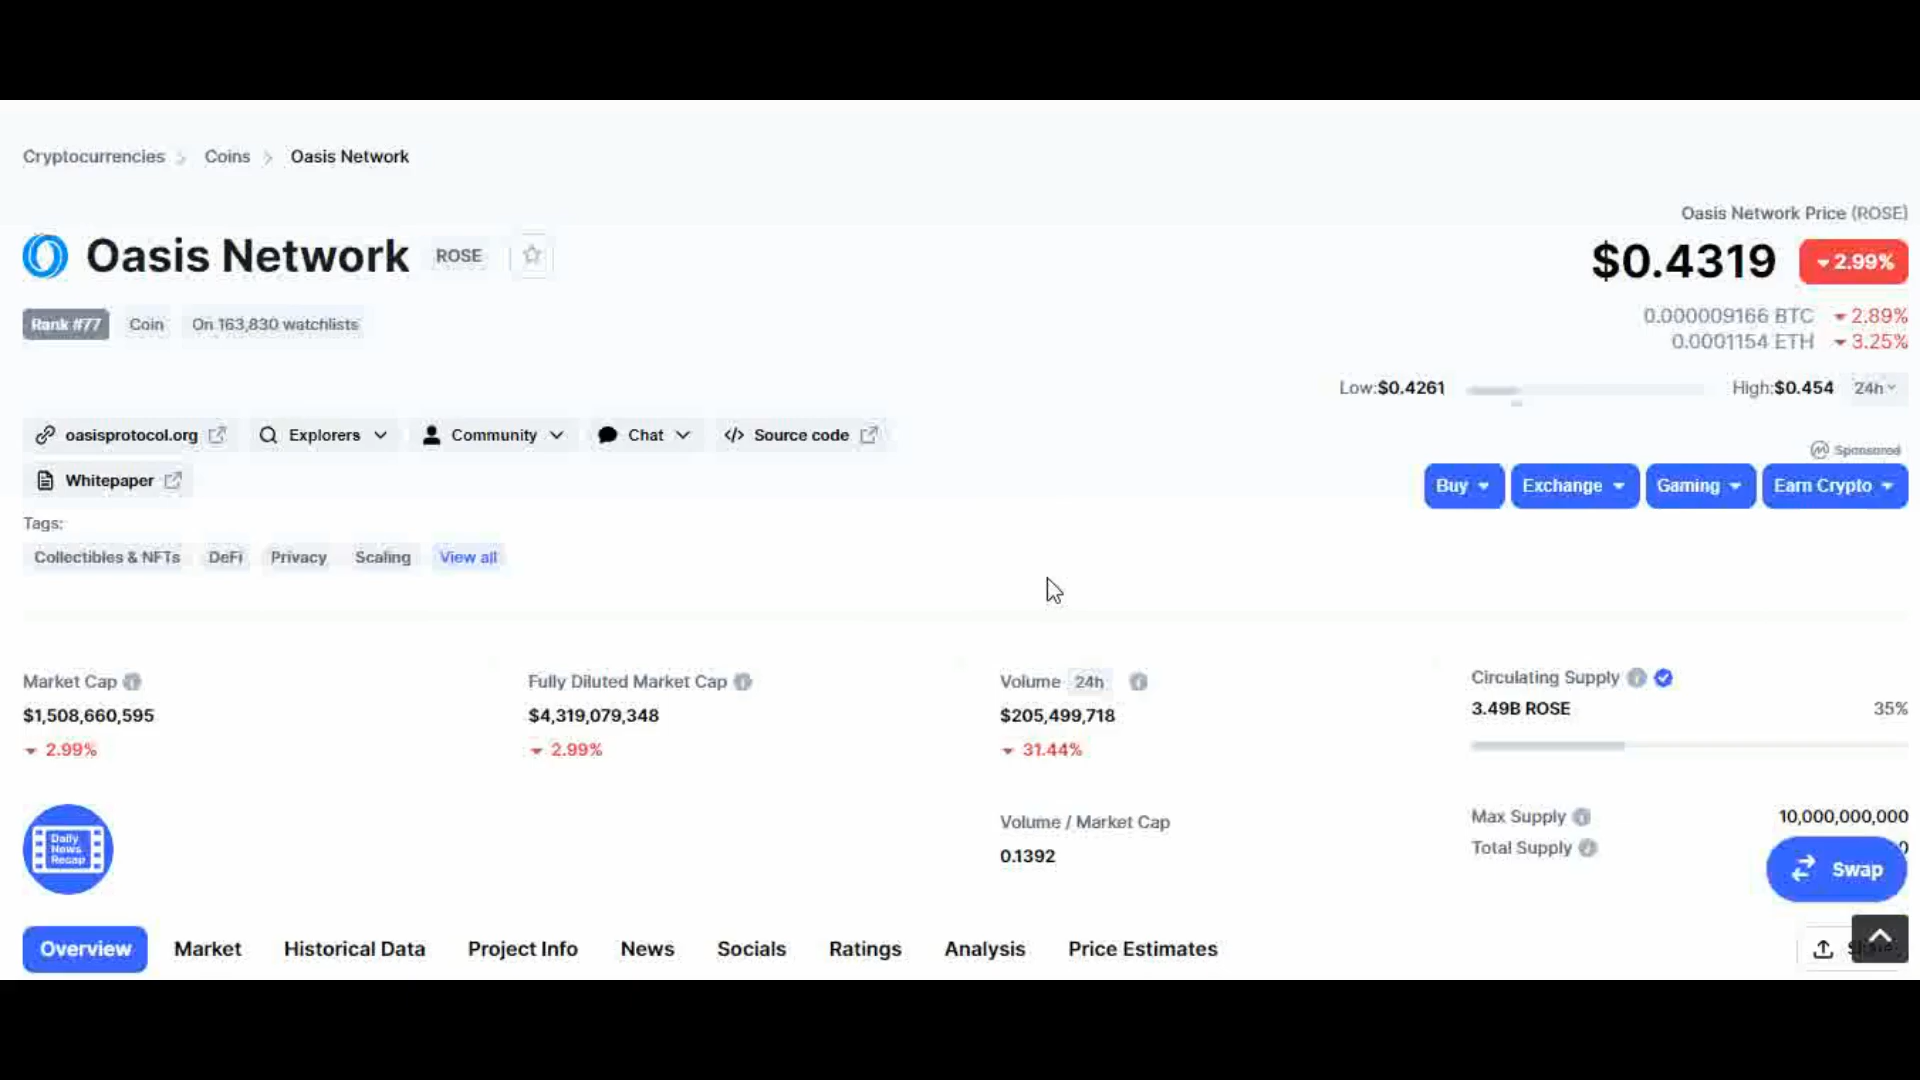 Cryptocurrencies > Coins > Oasis Network
Oasis Network Price (ROSE)
Oasis Network ROSE
$0.4319 2.99%
Rank #77 Coin On 163,830 watchlists
0.000009166 BTC 2.89%
0.0001154 ETH 3.25%
Low:$0.4261 High:$0.454 24h
oasisprotocol.org Explorers Community Chat </> Source code
Sponsored
Whitepaper
Buy Exchange Gaming Earn Crypto
Tags:
Collectibles & NFTs DeFi Privacy Scaling View all
Market Cap Fully Diluted Market Cap Volume 24h Circulating Supply
$1,508,660,595 $4,319,079,348 $205,499,718 3.49B ROSE 35%
2.99% 2.99% 31.44%
Daily
News
Recap
Volume / Market Cap
0.1392
Max Supply 10,000,000,000
Total Supply
Swap
Overview Market Historical Data Project Info News Socials Ratings Analysis Price Estimates